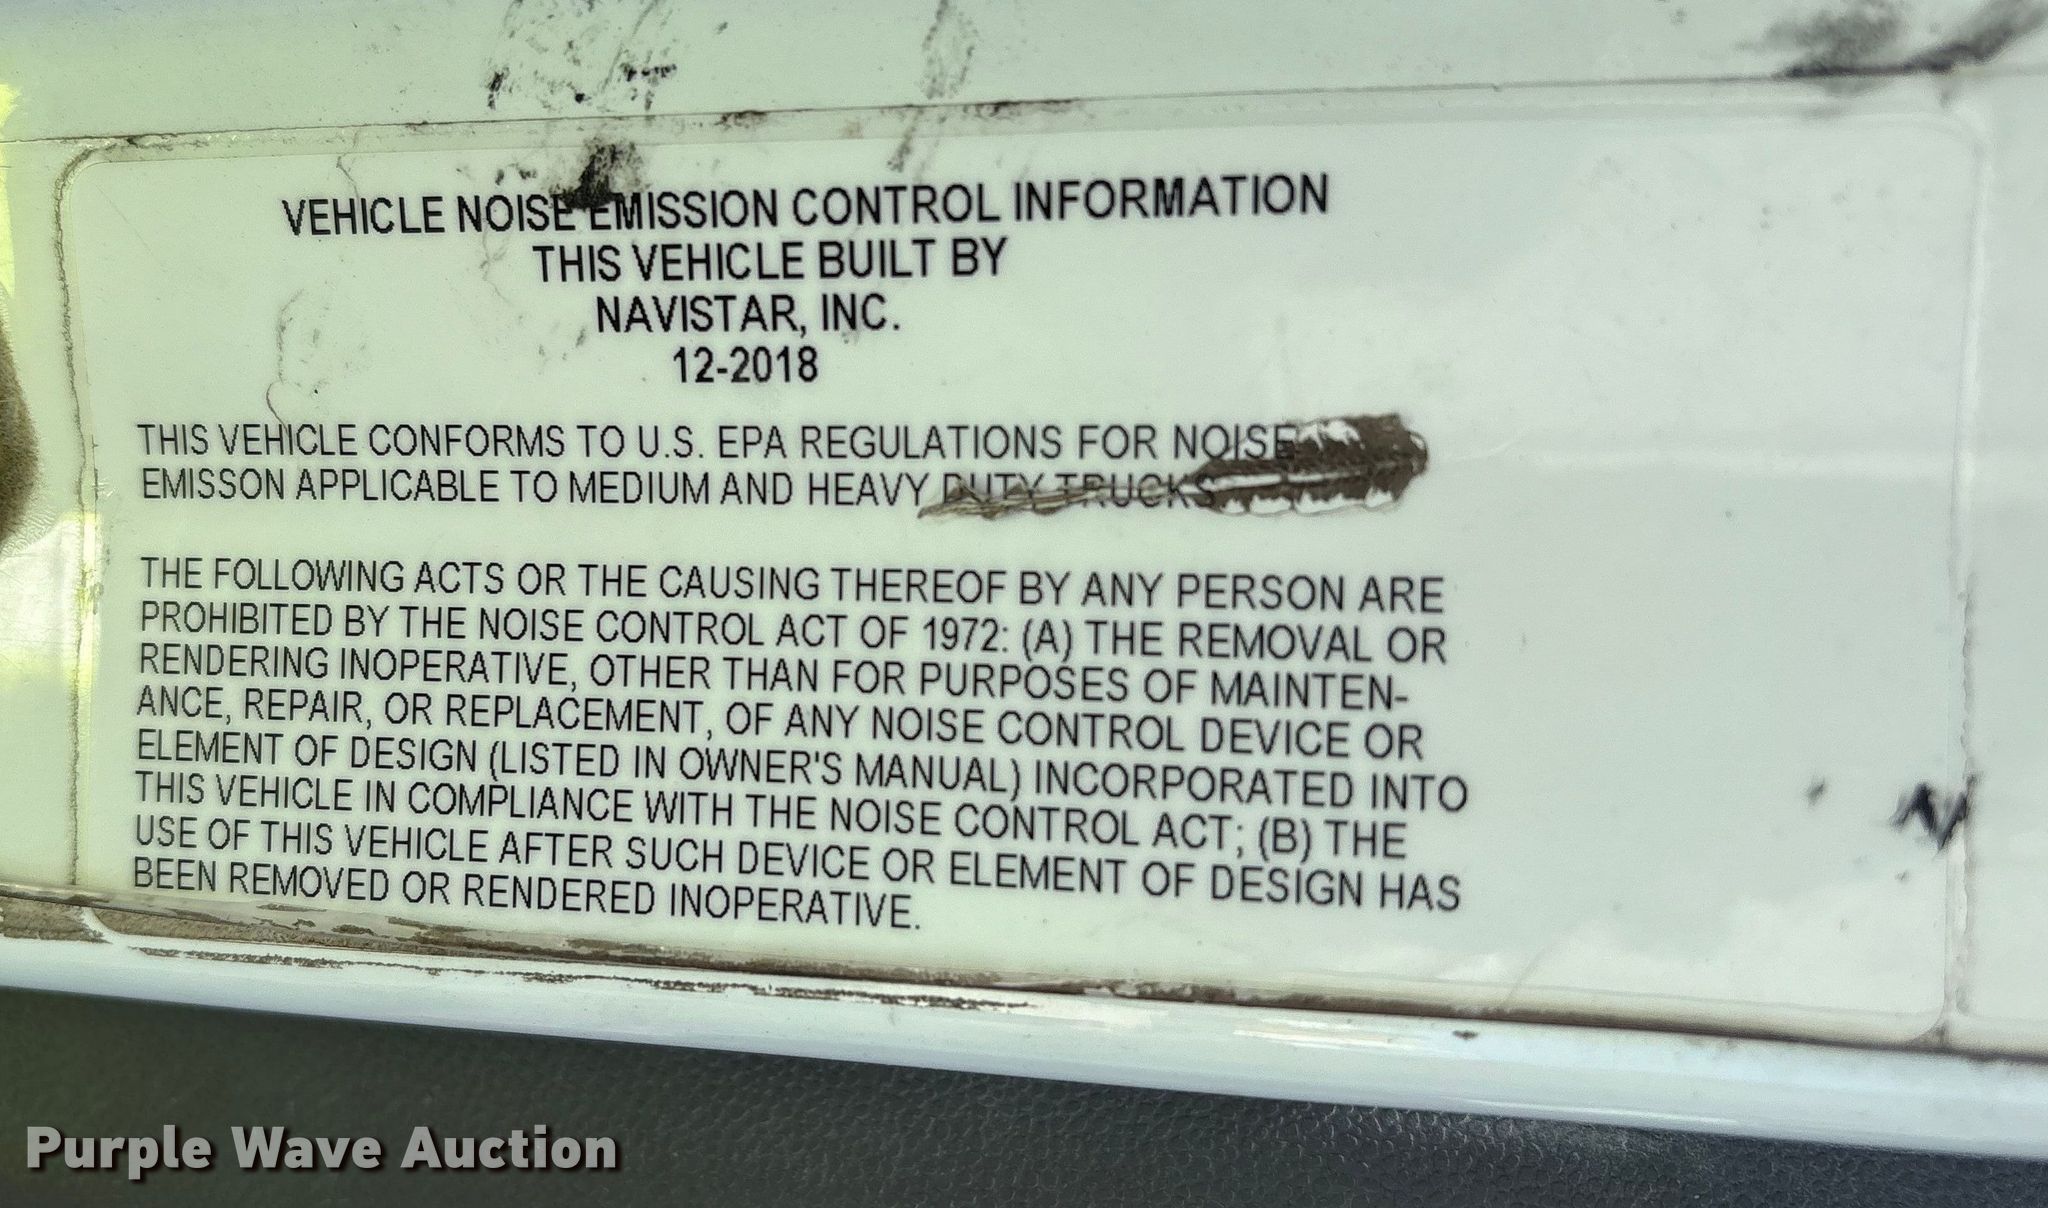 VEHICLE NOISE EMISSION CONTROL INFORMATION
THIS VEHICLE BUILT BY
NAVISTAR, INC.
12-2018
THIS VEHICLE CONFORMS TO U.S. EPA REGULATIONS FOR NOISE
EMISSON APPLICABLE TO MEDIUM AND HEAVY DUTY TRUCKS
THE FOLLOWING ACTS OR THE CAUSING THEREOF BY ANY PERSON ARE
PROHIBITED BY THE NOISE CONTROL ACT OF 1972: (A) THE REMOVAL OR
RENDERING INOPERATIVE, OTHER THAN FOR PURPOSES OF MAINTEN-
ANCE, REPAIR, OR REPLACEMENT, OF ANY NOISE CONTROL DEVICE OR
ELEMENT OF DESIGN (LISTED IN OWNER'S MANUAL) INCORPORATED INTO
THIS VEHICLE IN COMPLIANCE WITH THE NOISE CONTROL ACT; (B) THE
USE OF THIS VEHICLE AFTER SUCH DEVICE OR ELEMENT OF DESIGN HAS
BEEN REMOVED OR RENDERED INOPERATIVE.
Purple Wave Auction